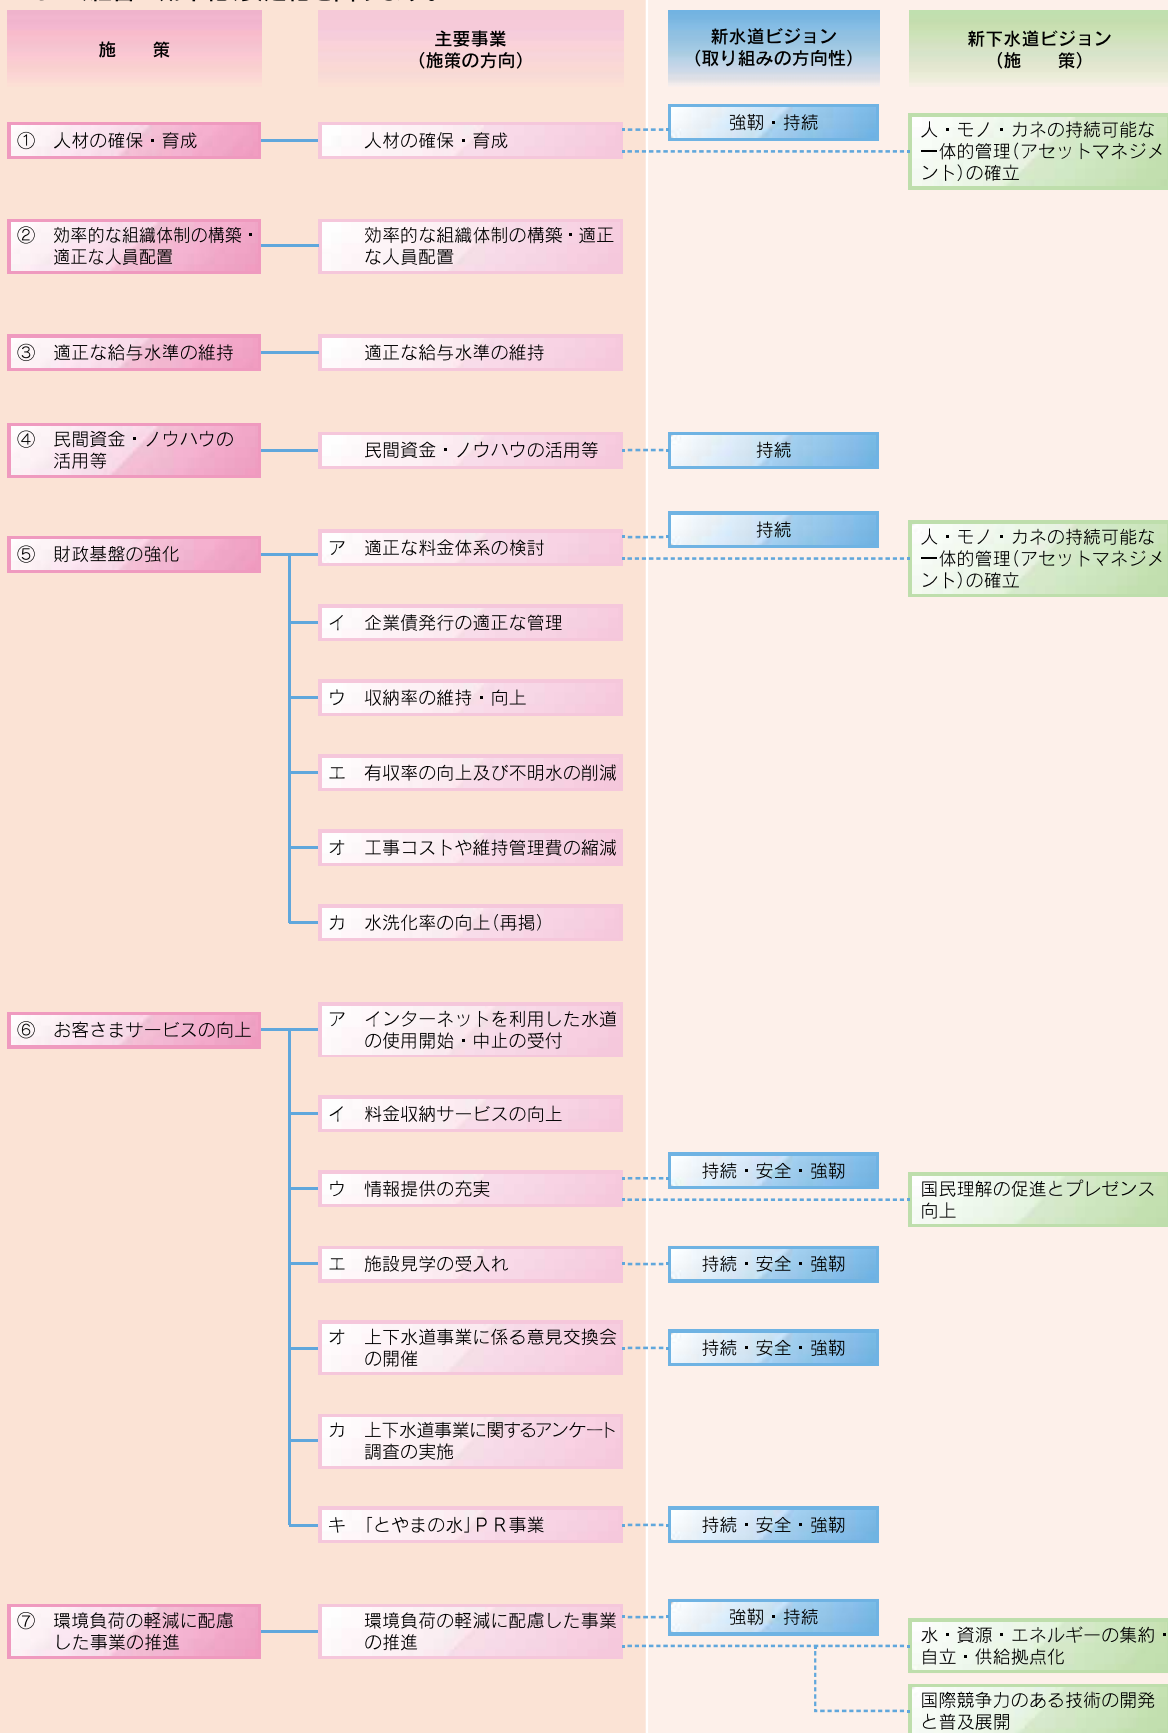 施　策
主要事業
（施策の方向）
新水道ビジョン
（取り組みの方向性）
新下水道ビジョン
（施　策）
① 人材の確保・育成
人材の確保・育成
強靭・持続
人・モノ・カネの持続可能な
一体的管理（アセットマネジメ
ント）の確立
② 効率的な組織体制の構築・
適正な人員配置
効率的な組織体制の構築・適正
な人員配置
③ 適正な給与水準の維持
適正な給与水準の維持
④ 民間資金・ノウハウの
活用等
民間資金・ノウハウの活用等
持続
⑤ 財政基盤の強化
ア 適正な料金体系の検討
持続
人・モノ・カネの持続可能な
一体的管理（アセットマネジメ
ント）の確立
イ 企業債発行の適正な管理
ウ 収納率の維持・向上
エ 有収率の向上及び不明水の削減
オ 工事コストや維持管理費の縮減
カ 水洗化率の向上（再掲）
⑥ お客さまサービスの向上
ア インターネットを利用した水道
の使用開始・中止の受付
イ 料金収納サービスの向上
ウ 情報提供の充実
持続・安全・強靭
国民理解の促進とプレゼンス
向上
エ 施設見学の受入れ
持続・安全・強靭
オ 上下水道事業に係る意見交換会
の開催
持続・安全・強靭
カ 上下水道事業に関するアンケート
調査の実施
キ 「とやまの水」ＰＲ事業
持続・安全・強靭
⑦ 環境負荷の軽減に配慮
した事業の推進
環境負荷の軽減に配慮した事業
の推進
強靭・持続
水・資源・エネルギーの集約・
自立・供給拠点化
国際競争力のある技術の開発
と普及展開